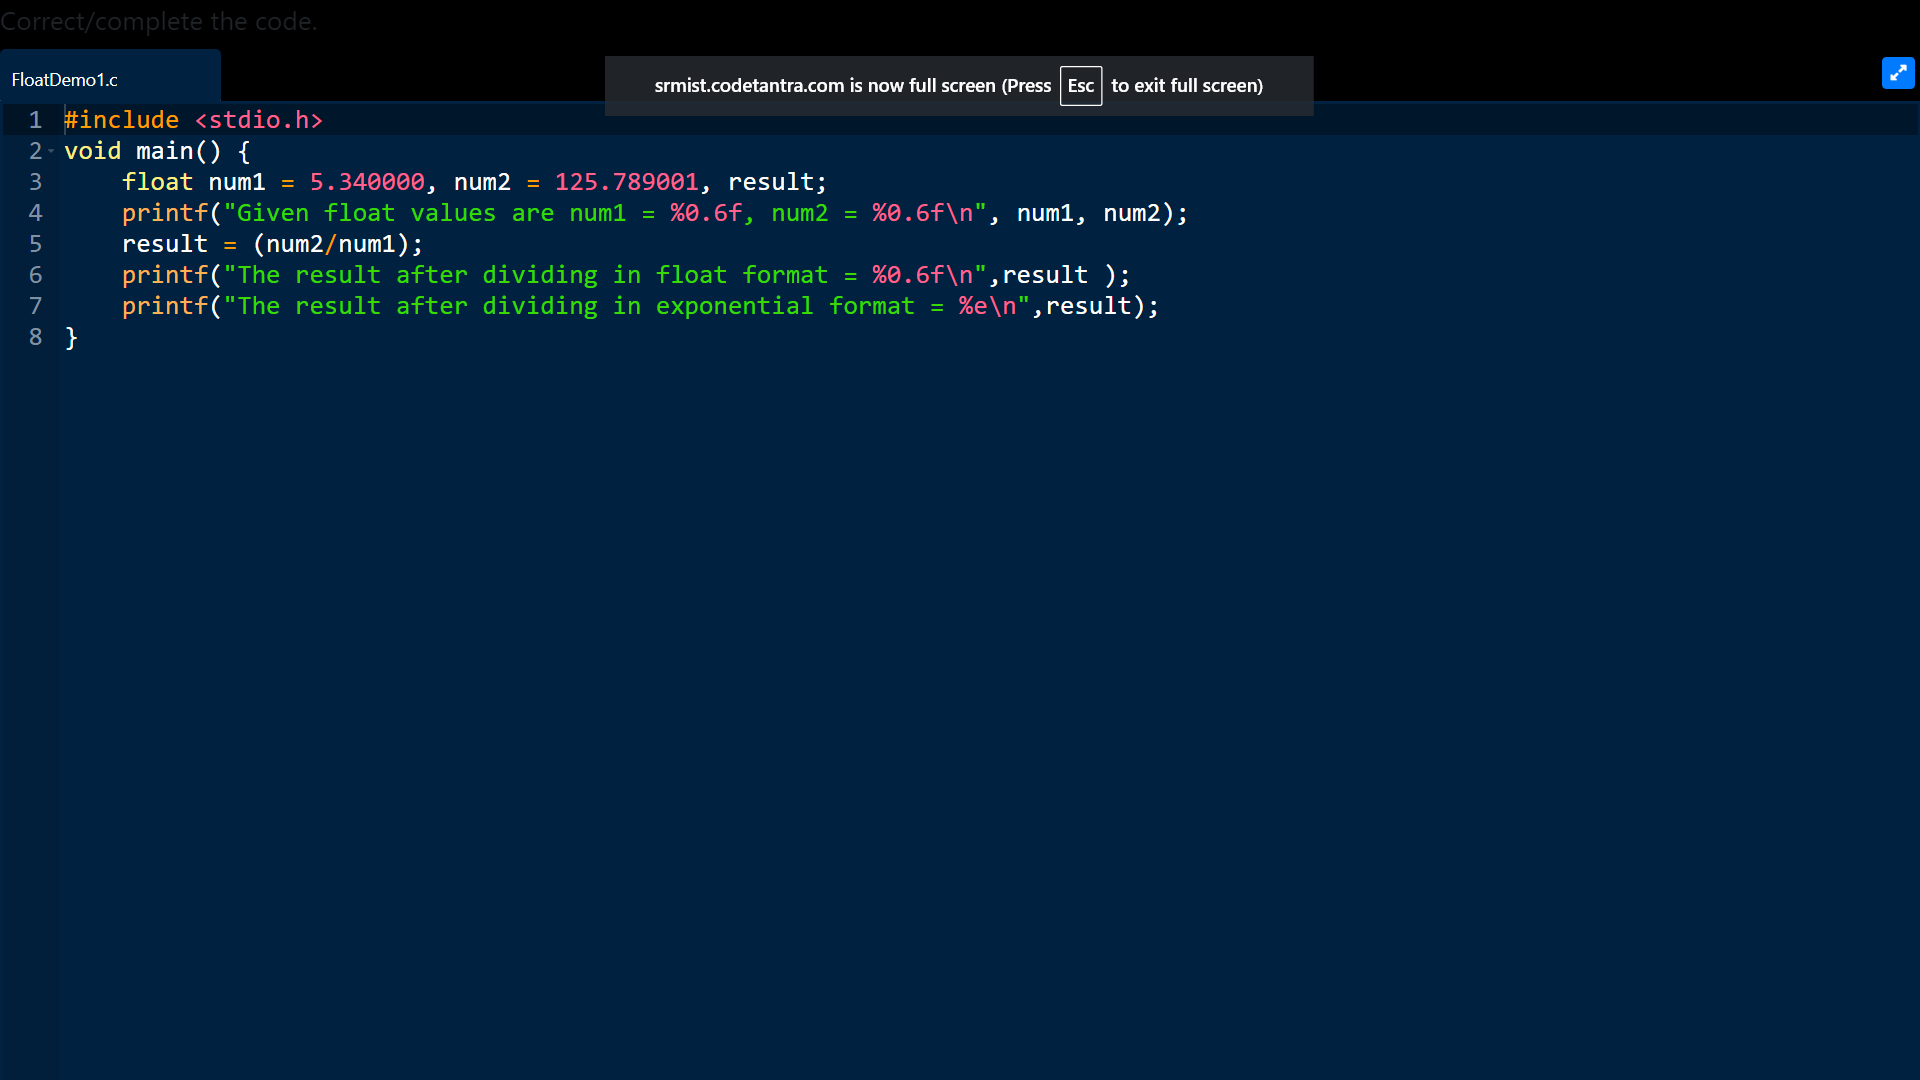 Correct/complete the code.
FloatDemo1.c
srmist.codetantra.com is now full screen (Press Esc to exit full screen)
1 #include <stdio.h>
2 void main() {
3     float num1 = 5.340000, num2 = 125.789001, result;
4     printf("Given float values are num1 = %0.6f, num2 = %0.6f\n", num1, num2);
5     result = (num2/num1);
6     printf("The result after dividing in float format = %0.6f\n",result );
7     printf("The result after dividing in exponential format = %e\n",result);
8 }